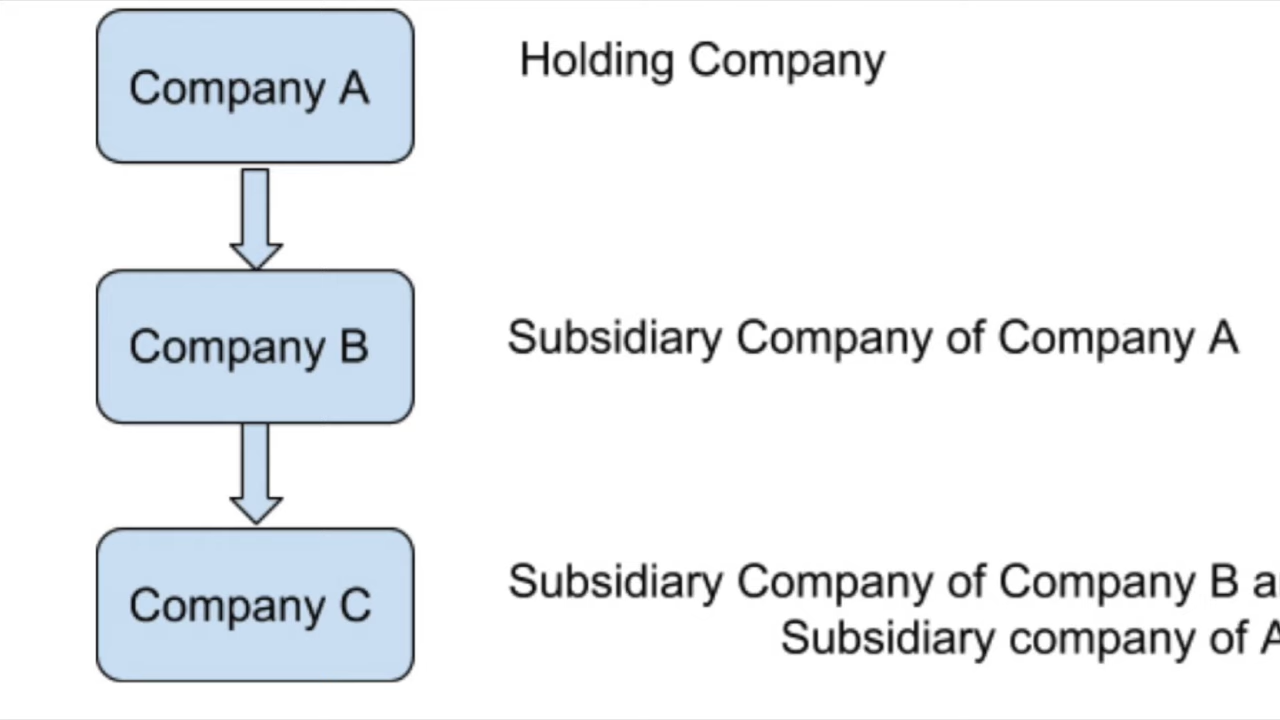 Company A
Holding Company
Company B
Subsidiary Company of Company A
Company C
Subsidiary Company of Company B
Subsidiary company of A